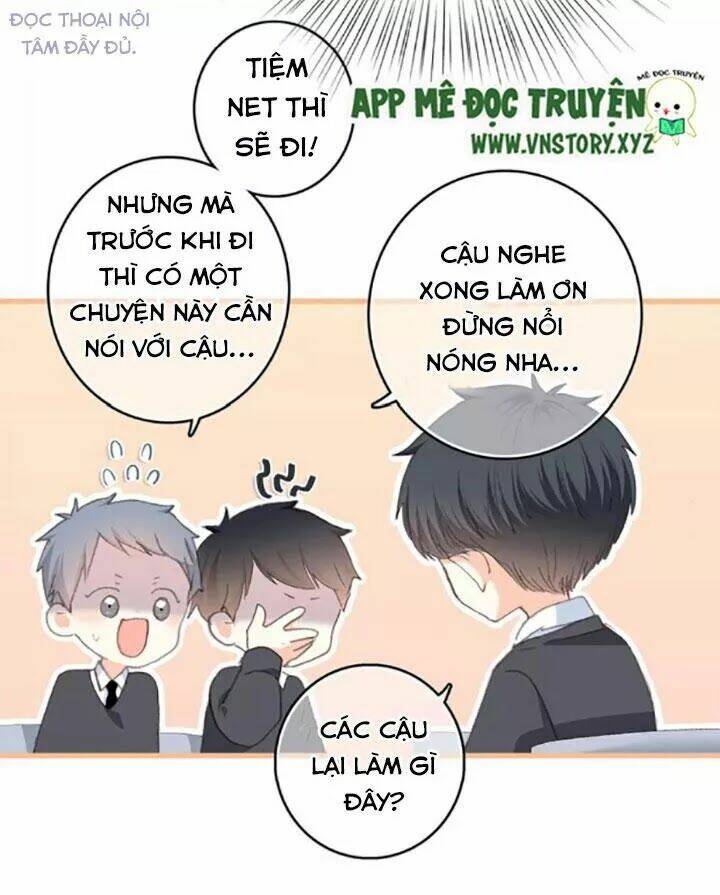 ĐỌC THOẠI NỘI
TÂM ĐẦY ĐỦ.
TIỆM
NET THÌ
SẼ ĐI!
MÊ ĐỌC TRUYỆN
APP MÊ ĐỌC TRUYỆN
WWW.VNSTORY.XYZ
NHƯNG MÀ
TRƯỚC KHI ĐI
THÌ CÓ MỘT
CHUYỆN NÀY CẦN
NÓI VỚI CẬU...
CẬU NGHE
XONG LÀM ƠN
ĐỪNG NỔI
NÓNG NHA...
CÁC CẬU
LẠI LÀM GÌ
ĐÂY?